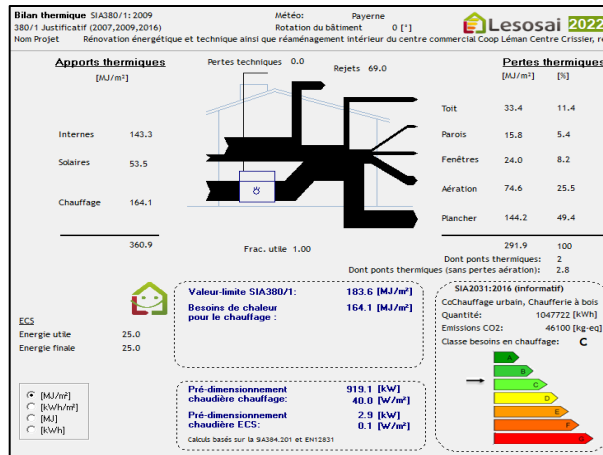 Bilan thermique SIA380/1: 2009 Météo: Payerne
380/1 Justificatif (2007,2009,2016) Rotation du bâtiment 0 [°]
Lesosai 2022
Nom Projet Rénovation énergétique et technique ainsi que réaménagement intérieur du centre commercial Coop Léman Centre Crissier, re
Apports thermiques Pertes techniques 0.0 Rejets 69.0 Pertes thermiques
[MJ/m²] [MJ/m²] [%]
Toit 33.4 11.4
Internes 143.3 Parois 15.8 5.4
Solaires 53.5 Fenêtres 24.0 8.2
Aération 74.6 25.5
Chauffage 164.1
Plancher 144.2 49.4
360.9 Frac. utile 1.00 291.9 100
Dont ponts thermiques: 2
Dont ponts thermiques (sans pertes aération): 2.8
Valeur-limite SIA380/1: 183.6 [MJ/m²]
Besoins de chaleur 164.1 [MJ/m²]
pour le chauffage :
SIA2031:2016 (informatif)
CoChauffage urbain, Chaufferie à bois
Quantité: 1047722 [kWh]
Emissions CO2: 46100 [kg-eq]
Classe besoins en chauffage: C
A
B
C
D
E
F
G
ECS
Energie utile 25.0
Energie finale 25.0
[MJ/m²]
[kWh/m²]
[MJ]
[kWh]
Pré-dimensionnement 919.1 [kW]
chaudière chauffage: 40.0 [W/m²]
Pré-dimensionnement 2.9 [kW]
chaudière ECS: 0.1 [W/m²]
Calculs basés sur la SIA384.201 et EN12831